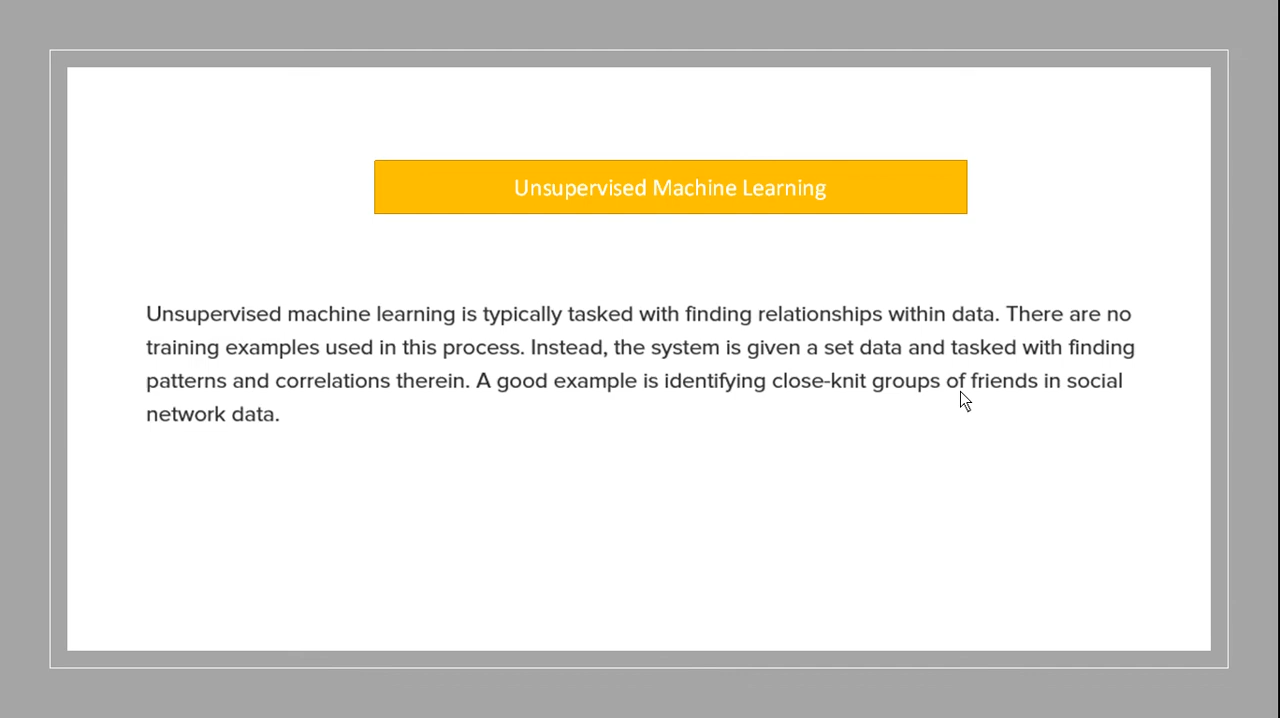 Unsupervised Machine Learning
Unsupervised machine learning is typically tasked with finding relationships within data. There are no
training examples used in this process. Instead, the system is given a set data and tasked with finding
patterns and correlations therein. A good example is identifying close-knit groups of friends in social
network data.